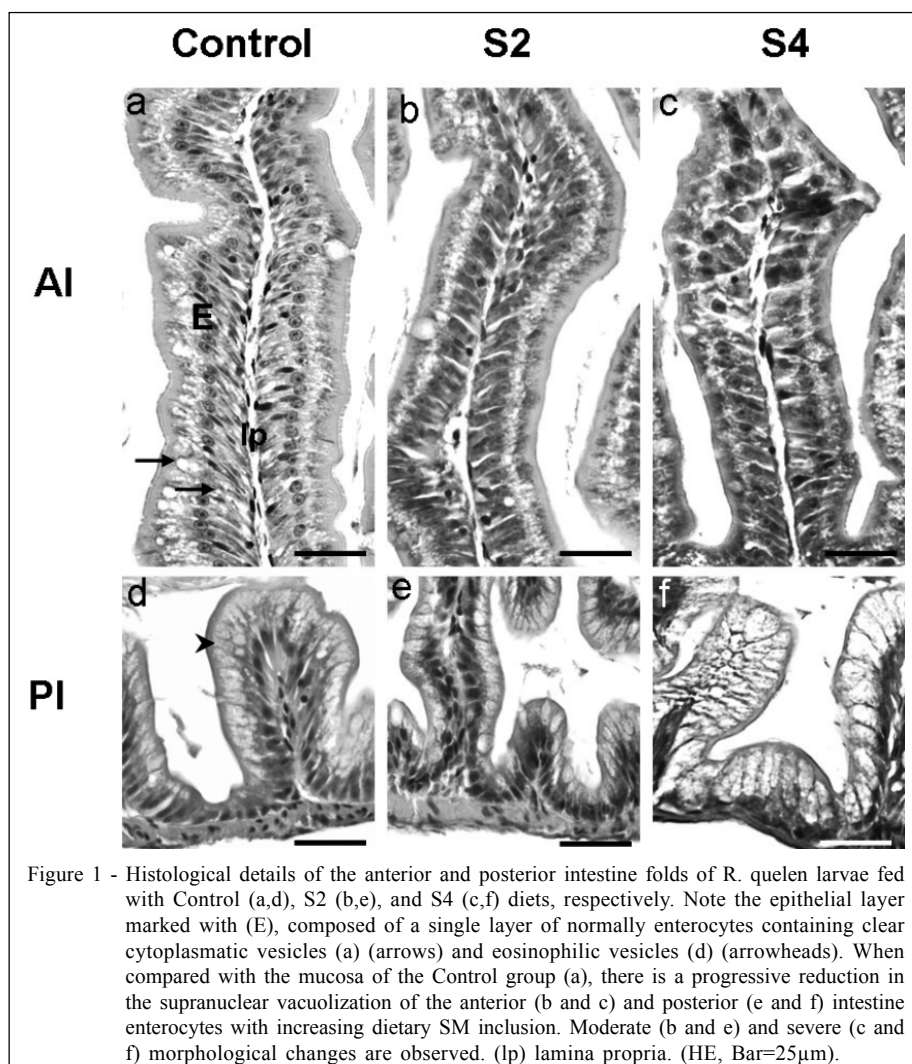 Control S2 S4
a b c
AI
E
lp
d e f
PI
Figure 1 - Histological details of the anterior and posterior intestine folds of R. quelen larvae fed
with Control (a,d), S2 (b,e), and S4 (c,f) diets, respectively. Note the epithelial layer
marked with (E), composed of a single layer of normally enterocytes containing clear
cytoplasmatic vesicles (a) (arrows) and eosinophilic vesicles (d) (arrowheads). When
compared with the mucosa of the Control group (a), there is a progressive reduction in
the supranuclear vacuolization of the anterior (b and c) and posterior (e and f) intestine
enterocytes with increasing dietary SM inclusion. Moderate (b and e) and severe (c and
f) morphological changes are observed. (lp) lamina propria. (HE, Bar=25μm).